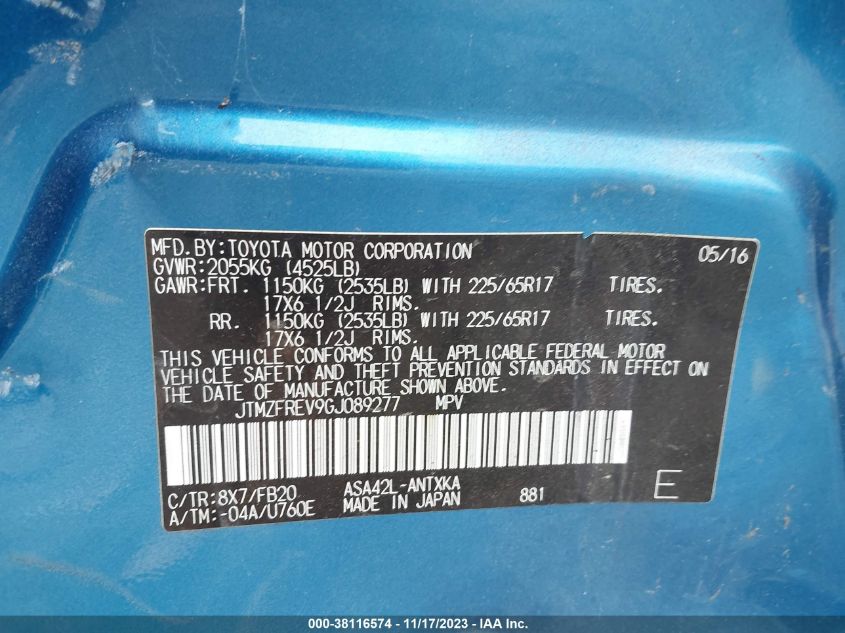 MFD.BY:TOYOTA MOTOR CORPORATION 05/16
GVWR:2055KG (4525LB)
GAWR:FRT. 1150KG (2535LB) WITH 225/65R17 TIRES.
17X6 1/2J RIMS.
RR. 1150KG (2535LB) WITH 225/65R17 TIRES.
17X6 1/2J RIMS.
THIS VEHICLE CONFORMS TO ALL APPLICABLE FEDERAL MOTOR
VEHICLE SAFETY AND THEFT PREVENTION STANDARDS IN EFFECT ON
THE DATE OF MANUFACTURE SHOWN ABOVE.
JTMZFREV9GJ089277 MPV
C/TR:8X7/FB20 ASA42L-ANTXKA
A/TM:-04A/U760E MADE IN JAPAN 881 E
000-38116574 - 11/17/2023 - IAA Inc.